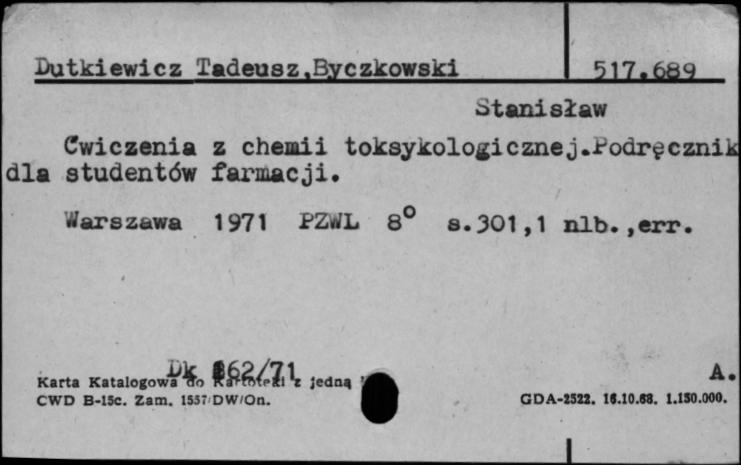 Dutkiewicz Tadeusz,Byczkowski 517.689
Stanisław
Ćwiczenia z chemii toksykologicznej.Podręcznik
dla studentów farmacji.
Warszawa 1971 PZWL 8° s.301,1 nlb.,err.
Dk 162/71 A.
Karta Katalogowa do Kartoteki z jedną
CWD B-15c. Zam. 1557/DW/On. GDA-2522. 16.10.68. 1.150.000.